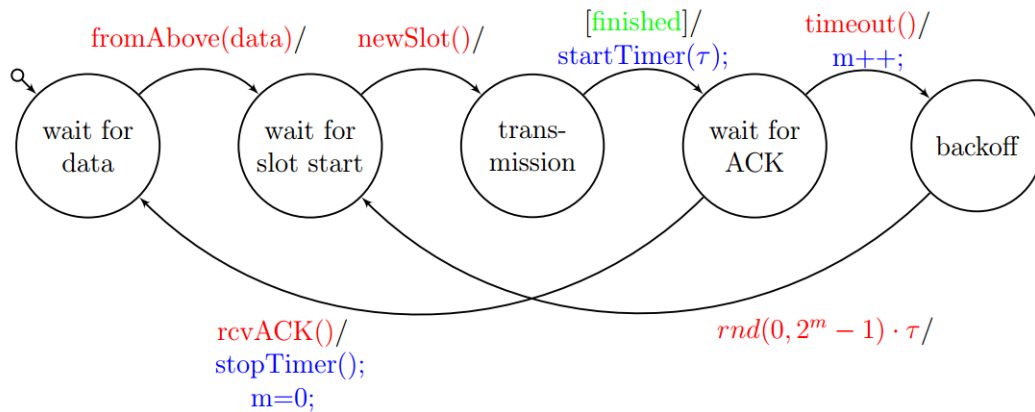 fromAbove(data)/
newSlot()/
[finished]/
startTimer(τ);
timeout()/
m++;
wait for
data
wait for
slot start
trans-
mission
wait for
ACK
backoff
rcvACK()/
stopTimer();
m=0;
rnd(0, 2^m − 1) · τ/